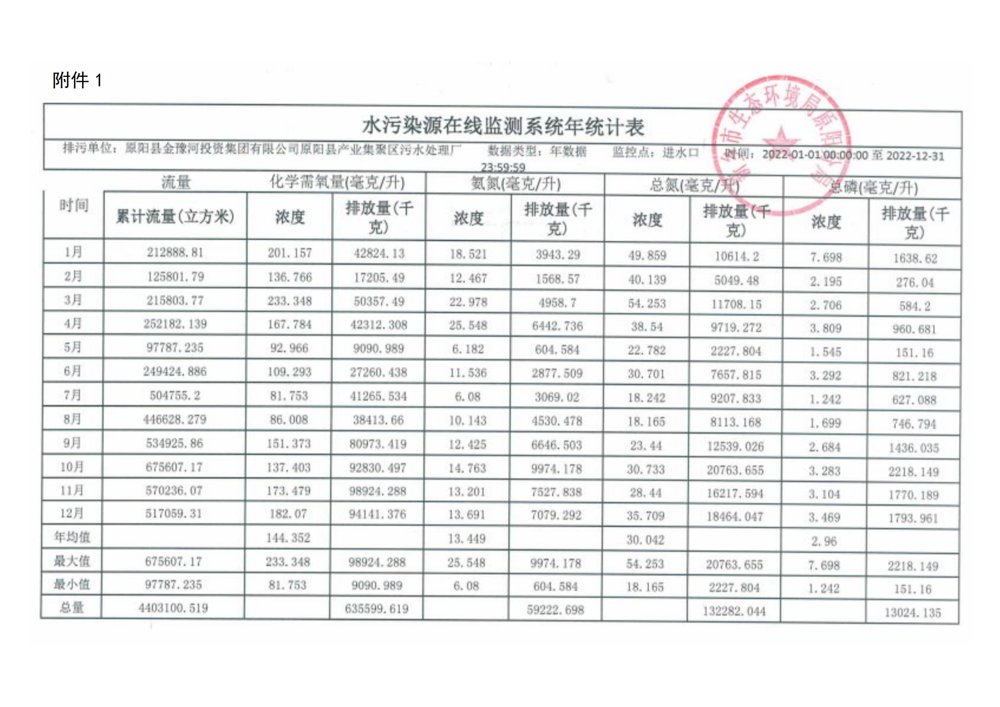 附件 1
水污染源在线监测系统年统计表
排污单位：原阳县金豫河投资集团有限公司原阳县产业集聚区污水处理厂 数据类型：年数据 监控点：进水口 时间：2022-01-01 00:00:00 至 2022-12-31
23:59:59
市生态环境局原阳分局
时间 流量 化学需氧量(毫克/升) 氨氮(毫克/升) 总氮(毫克/升) 总磷(毫克/升)
累计流量(立方米) 浓度 排放量(千克) 浓度 排放量(千克) 浓度 排放量(千克) 浓度 排放量(千克)
1月 212888.81 201.157 42824.13 18.521 3943.29 49.859 10614.2 7.698 1638.62
2月 125801.79 136.766 17205.49 12.467 1568.57 40.139 5049.48 2.195 276.04
3月 215803.77 233.348 50357.49 22.978 4958.7 54.253 11708.15 2.706 584.2
4月 252182.139 167.784 42312.308 25.548 6442.736 38.54 9719.272 3.809 960.681
5月 97787.235 92.966 9090.989 6.182 604.584 22.782 2227.804 1.545 151.16
6月 249424.886 109.293 27260.438 11.536 2877.509 30.701 7657.815 3.292 821.218
7月 504755.2 81.753 41265.534 6.08 3069.02 18.242 9207.833 1.242 627.088
8月 446628.279 86.008 38413.66 10.143 4530.478 18.165 8113.168 1.699 746.794
9月 534925.86 151.373 80973.419 12.425 6646.503 23.44 12539.026 2.684 1436.035
10月 675607.17 137.403 92830.497 14.763 9974.178 30.733 20763.655 3.283 2218.149
11月 570236.07 173.479 98924.288 13.201 7527.838 28.44 16217.594 3.104 1770.189
12月 517059.31 182.07 94141.376 13.691 7079.292 35.709 18464.047 3.469 1793.961
年均值 144.352 13.449 30.042 2.96
最大值 675607.17 233.348 98924.288 25.548 9974.178 54.253 20763.655 7.698 2218.149
最小值 97787.235 81.753 9090.989 6.08 604.584 18.165 2227.804 1.242 151.16
总量 4403100.519 635599.619 59222.698 132282.044 13024.135